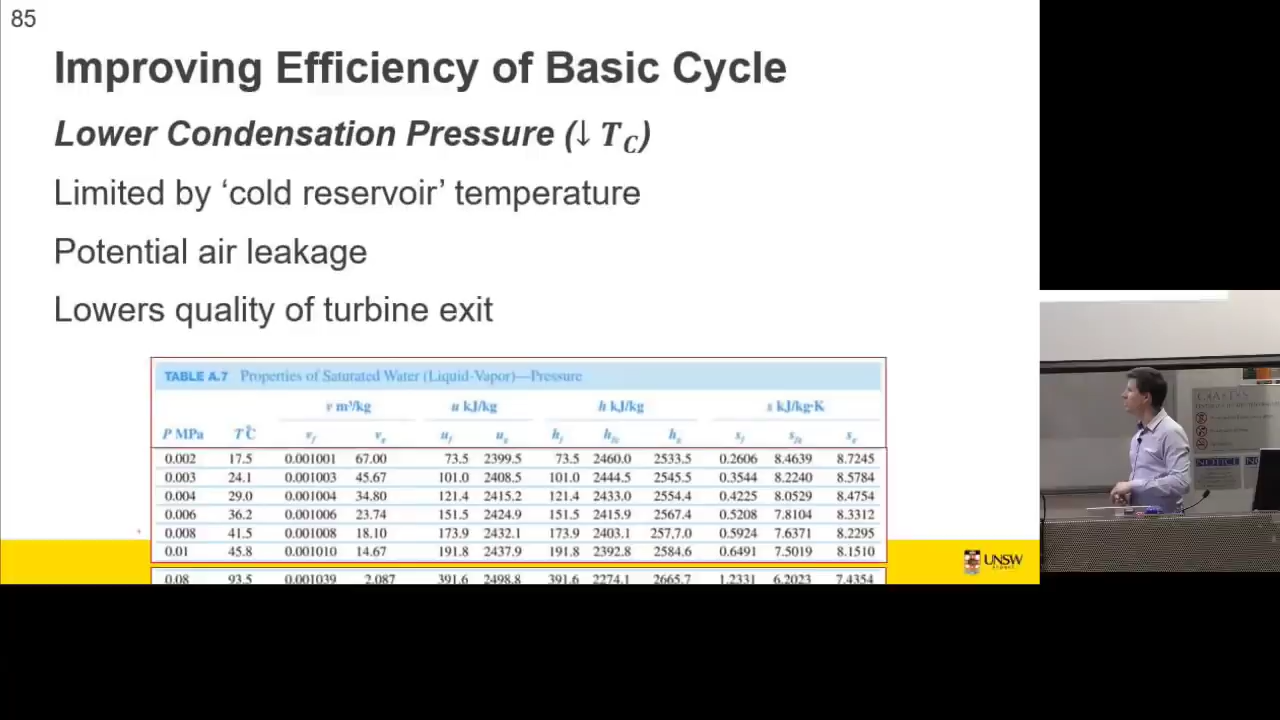 85
Improving Efficiency of Basic Cycle
Lower Condensation Pressure (↓ T_C)
Limited by ‘cold reservoir’ temperature
Potential air leakage
Lowers quality of turbine exit
TABLE A.7 Properties of Saturated Water (Liquid-Vapor)—Pressure
v m³/kg u kJ/kg h kJ/kg s kJ/kg·K
P MPa T °C v_f v_g u_f u_g h_f h_fg h_g s_f s_fg s_g
0.002 17.5 0.001001 67.00 73.5 2399.5 73.5 2460.0 2533.5 0.2606 8.4639 8.7245
0.003 24.1 0.001003 45.67 101.0 2408.5 101.0 2444.5 2545.5 0.3544 8.2240 8.5784
0.004 29.0 0.001004 34.80 121.4 2415.2 121.4 2433.0 2554.4 0.4225 8.0529 8.4754
0.006 36.2 0.001006 23.74 151.5 2424.9 151.5 2415.9 2567.4 0.5208 7.8104 8.3312
0.008 41.5 0.001008 18.10 173.9 2432.1 173.9 2403.1 257,7.0 0.5924 7.6371 8.2295
0.01 45.8 0.001010 14.67 191.8 2437.9 191.8 2392.8 2584.6 0.6491 7.5019 8.1510
0.08 93.5 0.001039 2.087 391.6 2498.8 391.6 2274.1 2665.7 1.2331 6.2023 7.4354
UNSW
NOTICE